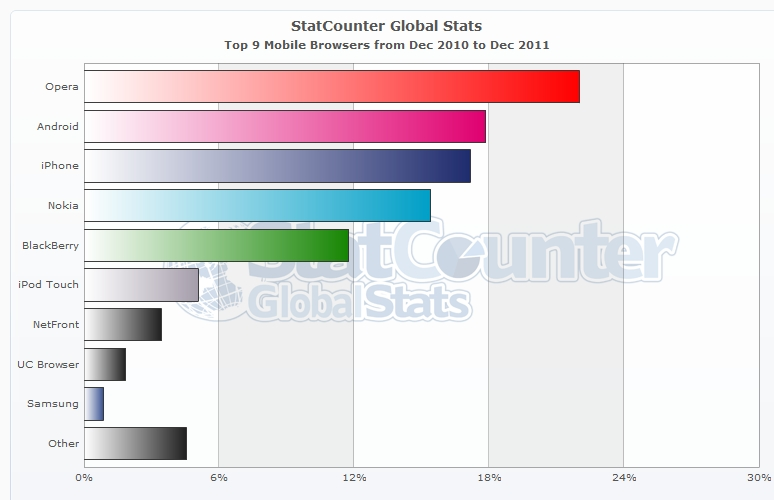 StatCounter Global Stats
Top 9 Mobile Browsers from Dec 2010 to Dec 2011
Opera
Android
iPhone
Nokia
BlackBerry
iPod Touch
NetFront
UC Browser
Samsung
Other
StatCounter
GlobalStats
0% 6% 12% 18% 24% 30%